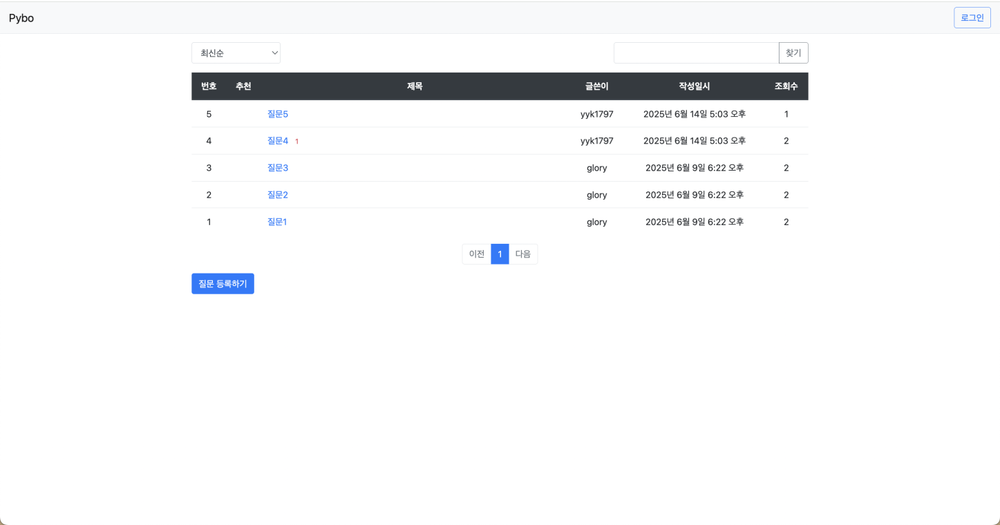 Pybo 로그인
최신순 찾기
번호 추천 제목 글쓴이 작성일시 조회수
5 질문5 yyk1797 2025년 6월 14일 5:03 오후 1
4 질문4 1 yyk1797 2025년 6월 14일 5:03 오후 2
3 질문3 glory 2025년 6월 9일 6:22 오후 2
2 질문2 glory 2025년 6월 9일 6:22 오후 2
1 질문1 glory 2025년 6월 9일 6:22 오후 2
이전 1 다음
질문 등록하기